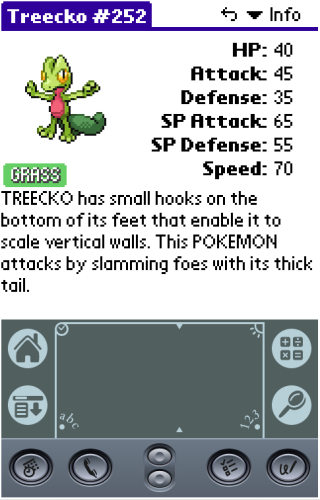 Treecko #252
Info
HP: 40
Attack: 45
Defense: 35
SP Attack: 65
SP Defense: 55
Speed: 70
GRASS
TREECKO has small hooks on the
bottom of its feet that enable it to
scale vertical walls. This POKEMON
attacks by slamming foes with its thick
tail.
abc
123